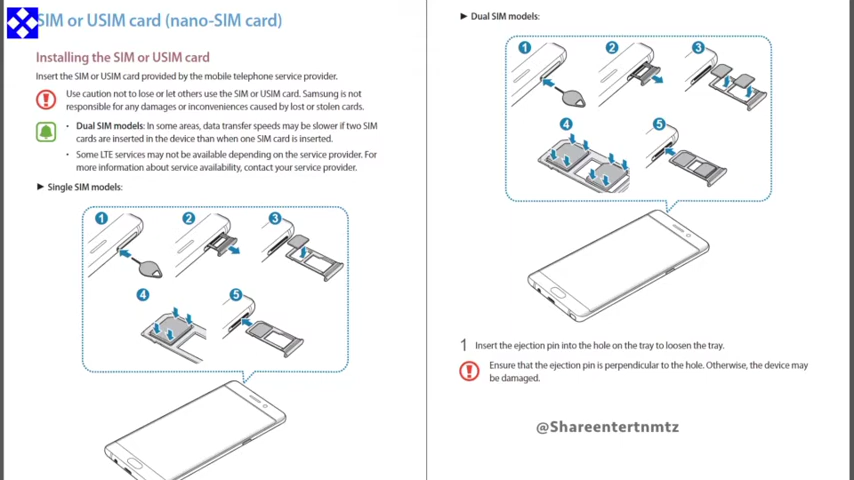 SIM or USIM card (nano-SIM card)
Installing the SIM or USIM card
Insert the SIM or USIM card provided by the mobile telephone service provider.
Use caution not to lose or let others use the SIM or USIM card. Samsung is not
responsible for any damages or inconveniences caused by lost or stolen cards.
• Dual SIM models: In some areas, data transfer speeds may be slower if two SIM
cards are inserted in the device than when one SIM card is inserted.
• Some LTE services may not be available depending on the service provider. For
more information about service availability, contact your service provider.
► Single SIM models:
1 2 3
4 5
► Dual SIM models:
1 2 3
4 5
1 Insert the ejection pin into the hole on the tray to loosen the tray.
Ensure that the ejection pin is perpendicular to the hole. Otherwise, the device may
be damaged.
@Shareentertnmtz